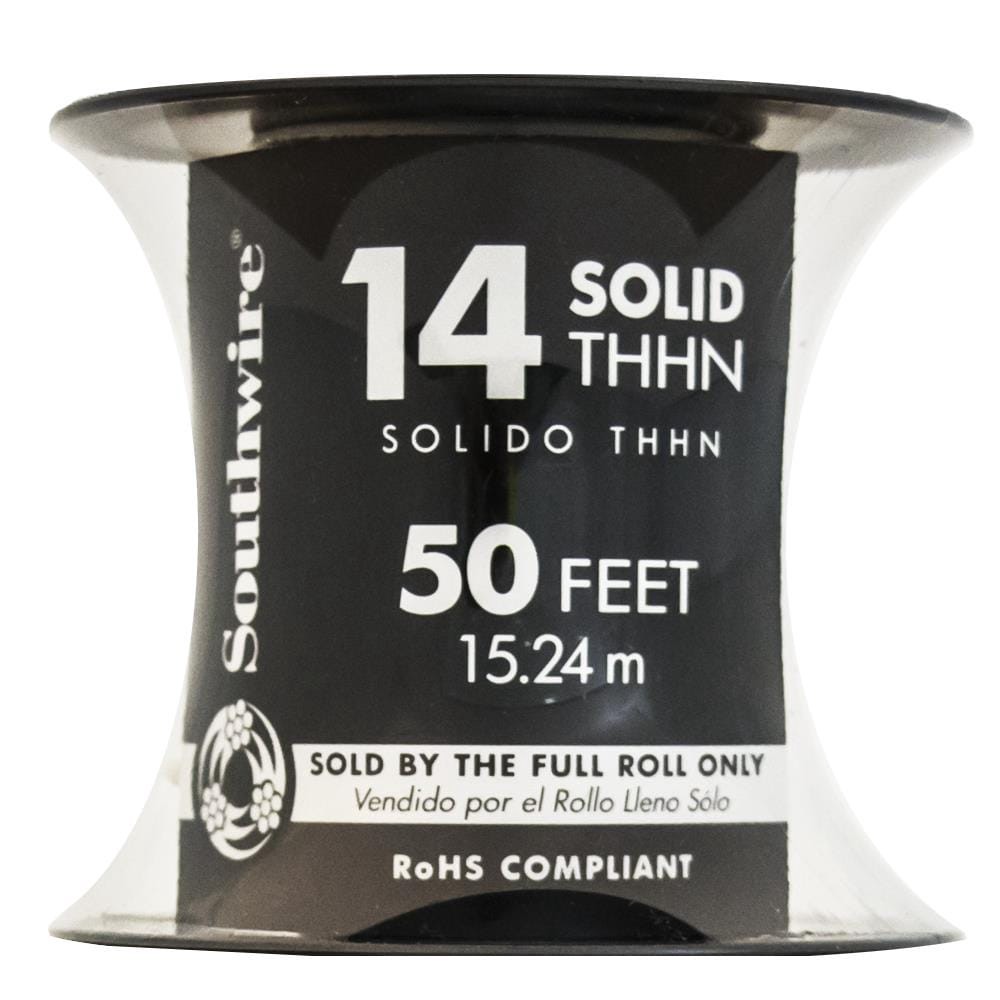 Southwire®
14 SOLID
THHN
SOLIDO THHN
50 FEET
15.24 m
SOLD BY THE FULL ROLL ONLY
Vendido por el Rollo Lleno Sólo
RoHS COMPLIANT